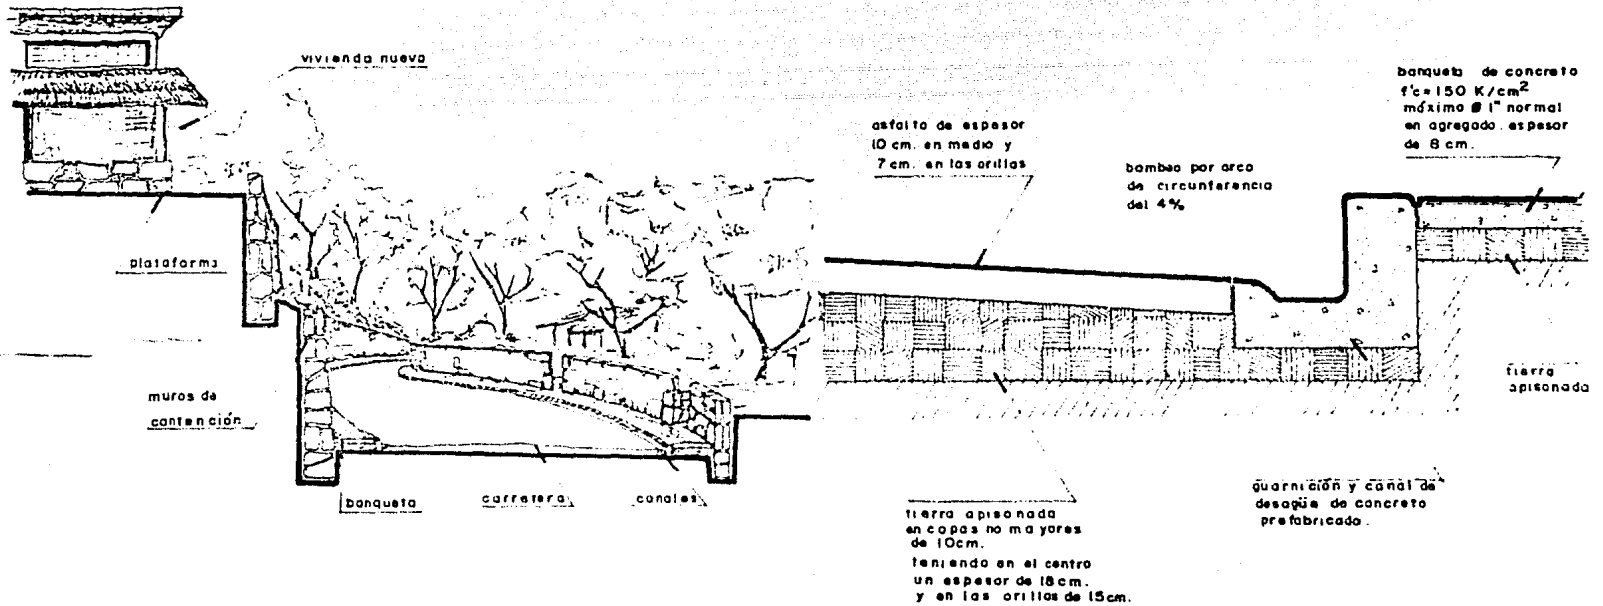 vivienda nueva
plataforma
muros de
contención
banqueta
carretera
canales
asfalto de espesor
10 cm. en medio y
7 cm. en las orillas
bombeo por arco
de circunferencia
del 4%
banqueta de concreto
f'c=150 K/cm²
máximo ø 1" normal
en agregado. espesor
de 8 cm.
tierra
apisonada
tierra apisonada
en capas no mayores
de 10cm.
teniendo en el centro
un espesor de 18cm.
y en las orillas de 15cm.
guarnición y canal de
desagüe de concreto
prefabricado.